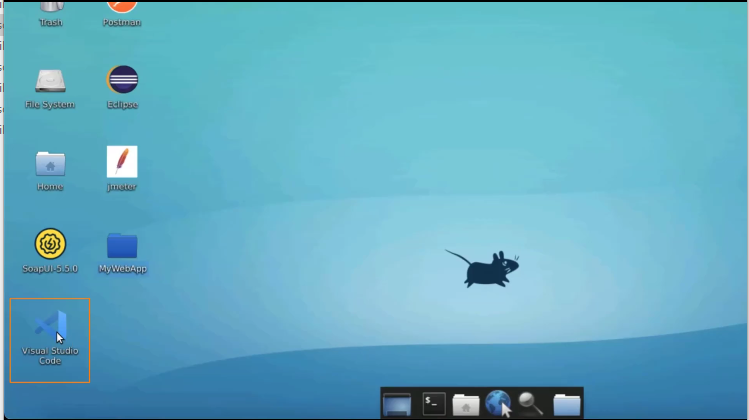 Trash
Postman
File System
Eclipse
Home
jmeter
SoapUI-5.5.0
MyWebApp
Visual Studio
Code
$_